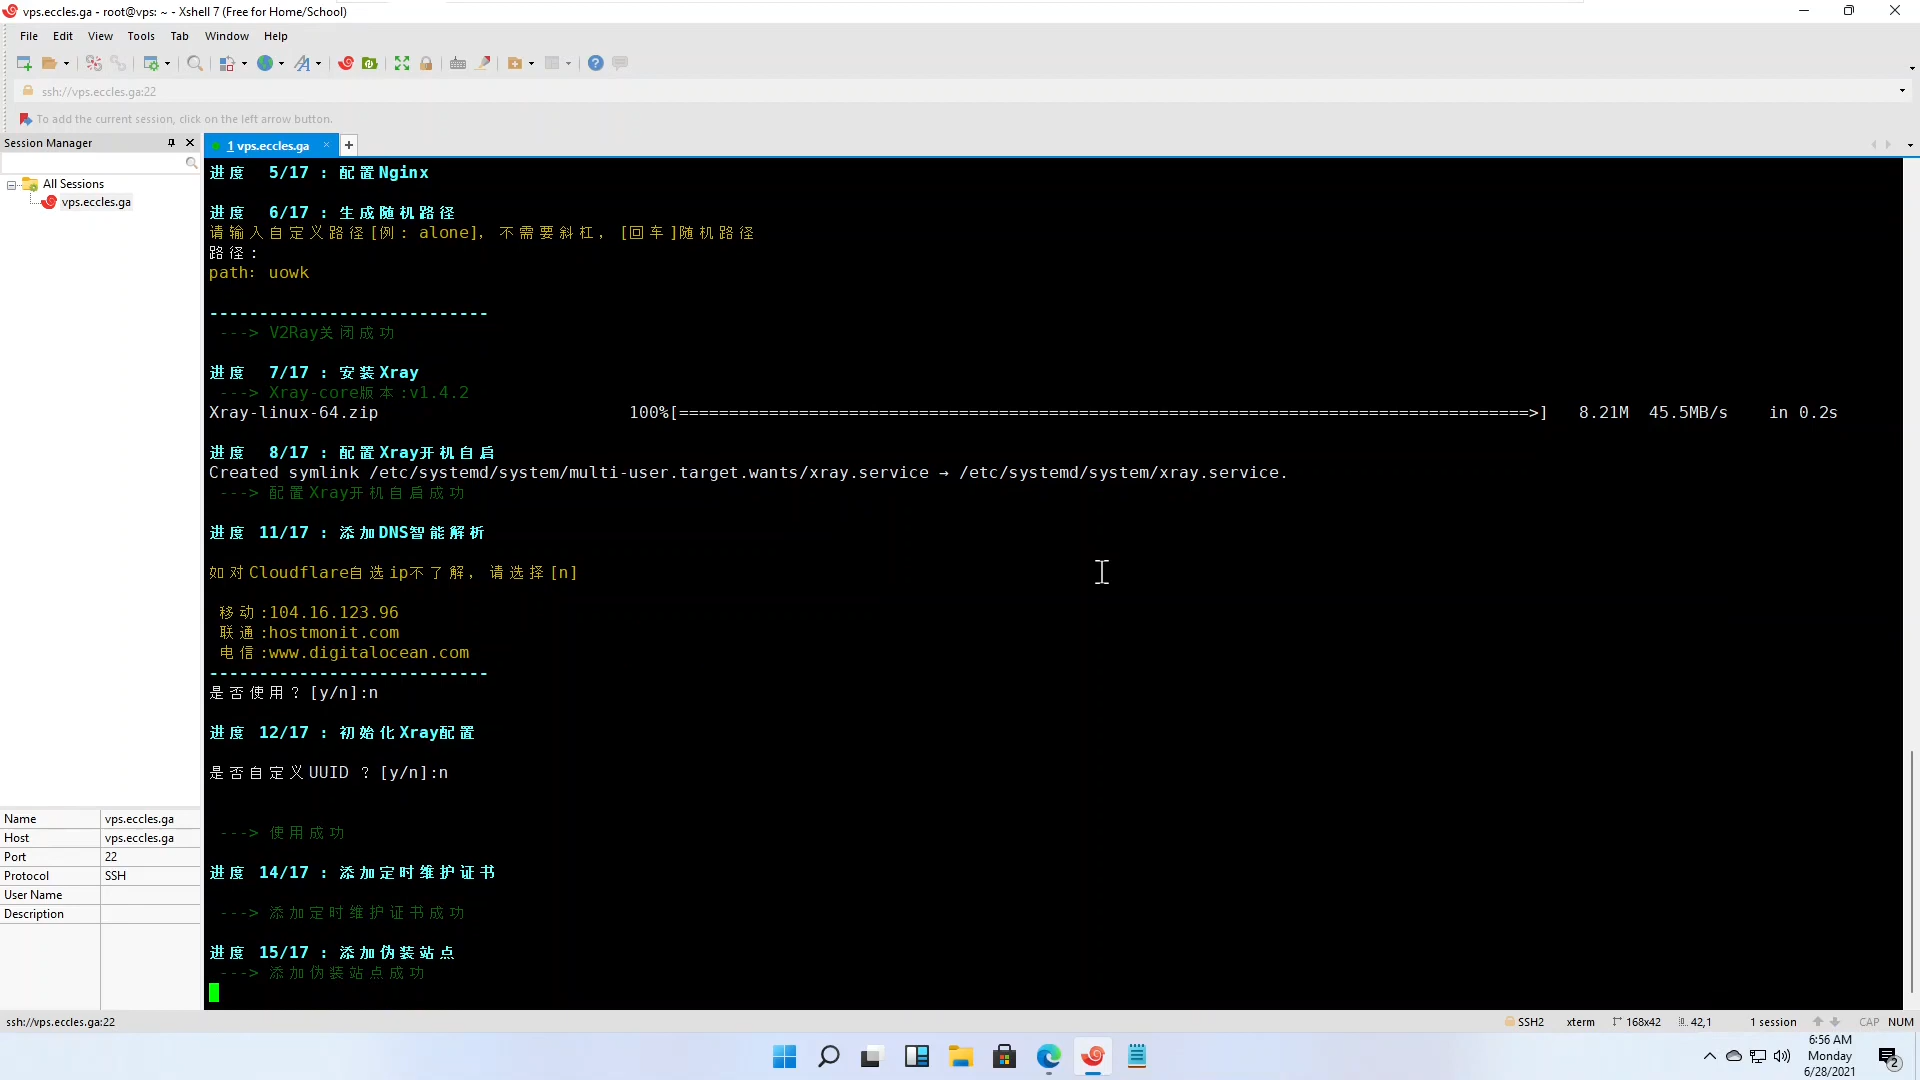 vps.eccles.ga - root@vps: ~ - Xshell 7 (Free for Home/School)
File Edit View Tools Tab Window Help
ssh://vps.eccles.ga:22
To add the current session, click on the left arrow button.
Session Manager
1 vps.eccles.ga
All Sessions
vps.eccles.ga
进度 5/17 : 配置Nginx
进度 6/17 : 生成随机路径
请输入自定义路径[例: alone]，不需要斜杠，[回车]随机路径
路径:
path: uowk
----------------------------
---> V2Ray关闭成功
进度 7/17 : 安装Xray
---> Xray-core版本:v1.4.2
Xray-linux-64.zip 100%[=====================================================================================>] 8.21M 45.5MB/s in 0.2s
进度 8/17 : 配置Xray开机自启
Created symlink /etc/systemd/system/multi-user.target.wants/xray.service → /etc/systemd/system/xray.service.
---> 配置Xray开机自启成功
进度 11/17 : 添加DNS智能解析
如对Cloudflare自选ip不了解，请选择[n]
移动:104.16.123.96
联通:hostmonit.com
电信:www.digitalocean.com
----------------------------
是否使用？[y/n]:n
进度 12/17 : 初始化Xray配置
是否自定义UUID ？[y/n]:n
---> 使用成功
进度 14/17 : 添加定时维护证书
---> 添加定时维护证书成功
进度 15/17 : 添加伪装站点
---> 添加伪装站点成功
Name vps.eccles.ga
Host vps.eccles.ga
Port 22
Protocol SSH
User Name
Description
ssh://vps.eccles.ga:22 SSH2 xterm 168x42 42,1 1 session CAP NUM
6:56 AM
Monday
6/28/2021
2